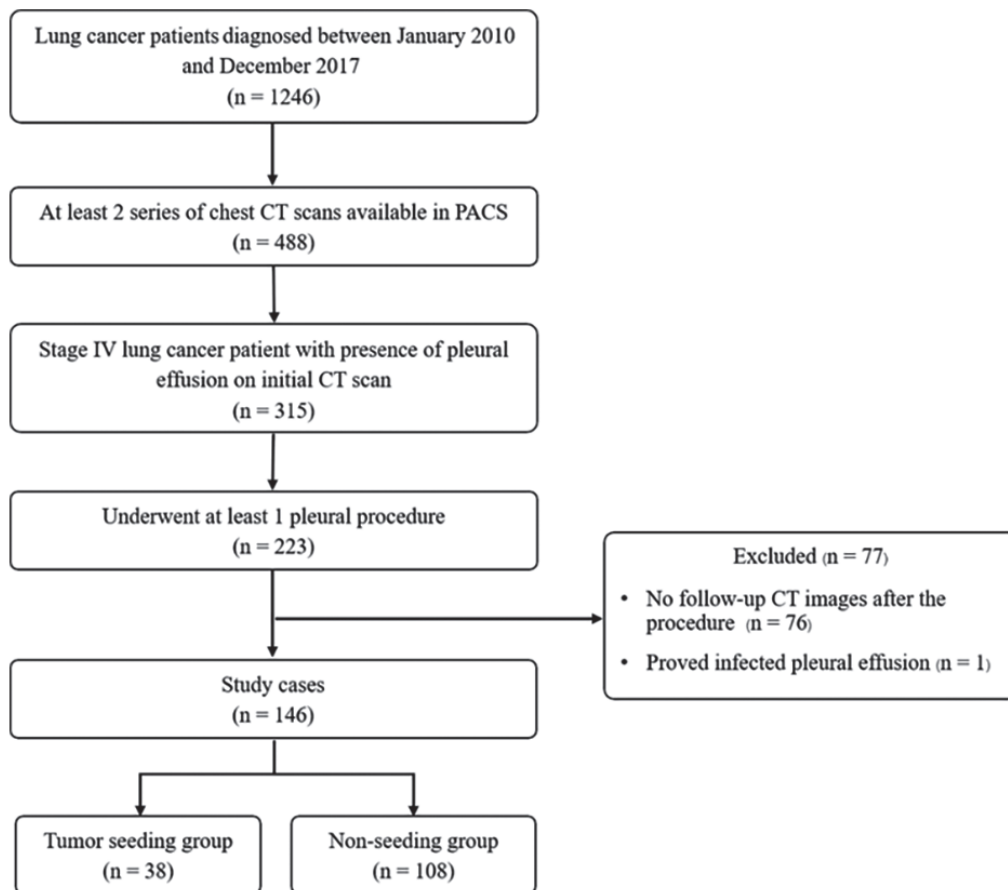 Lung cancer patients diagnosed between January 2010
and December 2017
(n = 1246)
At least 2 series of chest CT scans available in PACS
(n = 488)
Stage IV lung cancer patient with presence of pleural
effusion on initial CT scan
(n = 315)
Underwent at least 1 pleural procedure
(n = 223)
Excluded (n = 77)
• No follow-up CT images after the
procedure (n = 76)
• Proved infected pleural effusion (n = 1)
Study cases
(n = 146)
Tumor seeding group
(n = 38)
Non-seeding group
(n = 108)